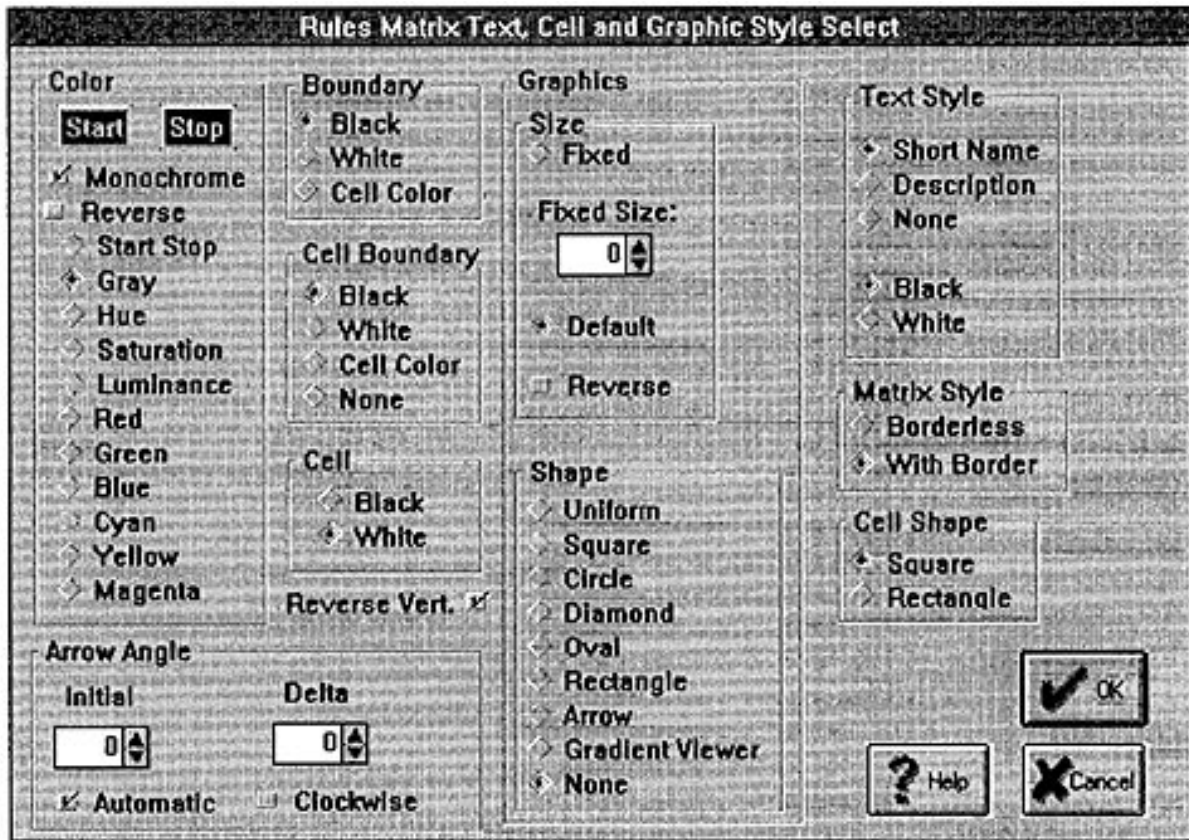 Rules Matrix Text, Cell and Graphic Style Select
Color
Start Stop
Monochrome
Reverse
Start Stop
Gray
Hue
Saturation
Luminance
Red
Green
Blue
Cyan
Yellow
Magenta
Boundary
Black
White
Cell Color
Cell Boundary
Black
White
Cell Color
None
Cell
Black
White
Reverse Vert.
Arrow Angle
Initial Delta
0 0
Automatic Clockwise
Graphics
Size
Fixed
Fixed Size:
0
Default
Reverse
Shape
Uniform
Square
Circle
Diamond
Oval
Rectangle
Arrow
Gradient Viewer
None
Text Style
Short Name
Description
None
Black
White
Matrix Style
Borderless
With Border
Cell Shape
Square
Rectangle
OK
Help
Cancel